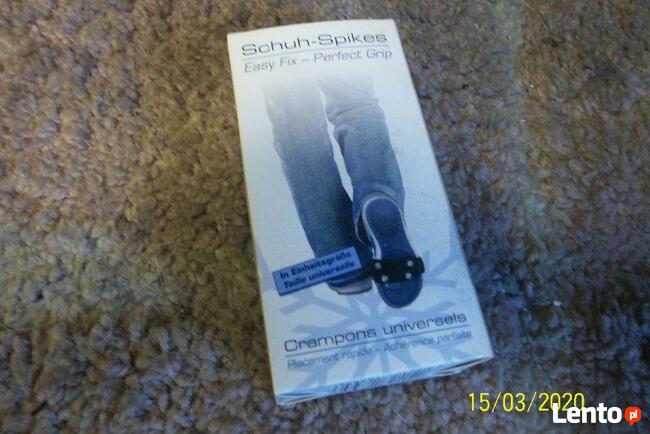 Schuh-Spikes
Easy Fix – Perfect Grip
In Einheitsgröße
Taille universelle
Crampons universels
Placement rapide – Adhérence parfaite
15/03/2020
Lento.pl